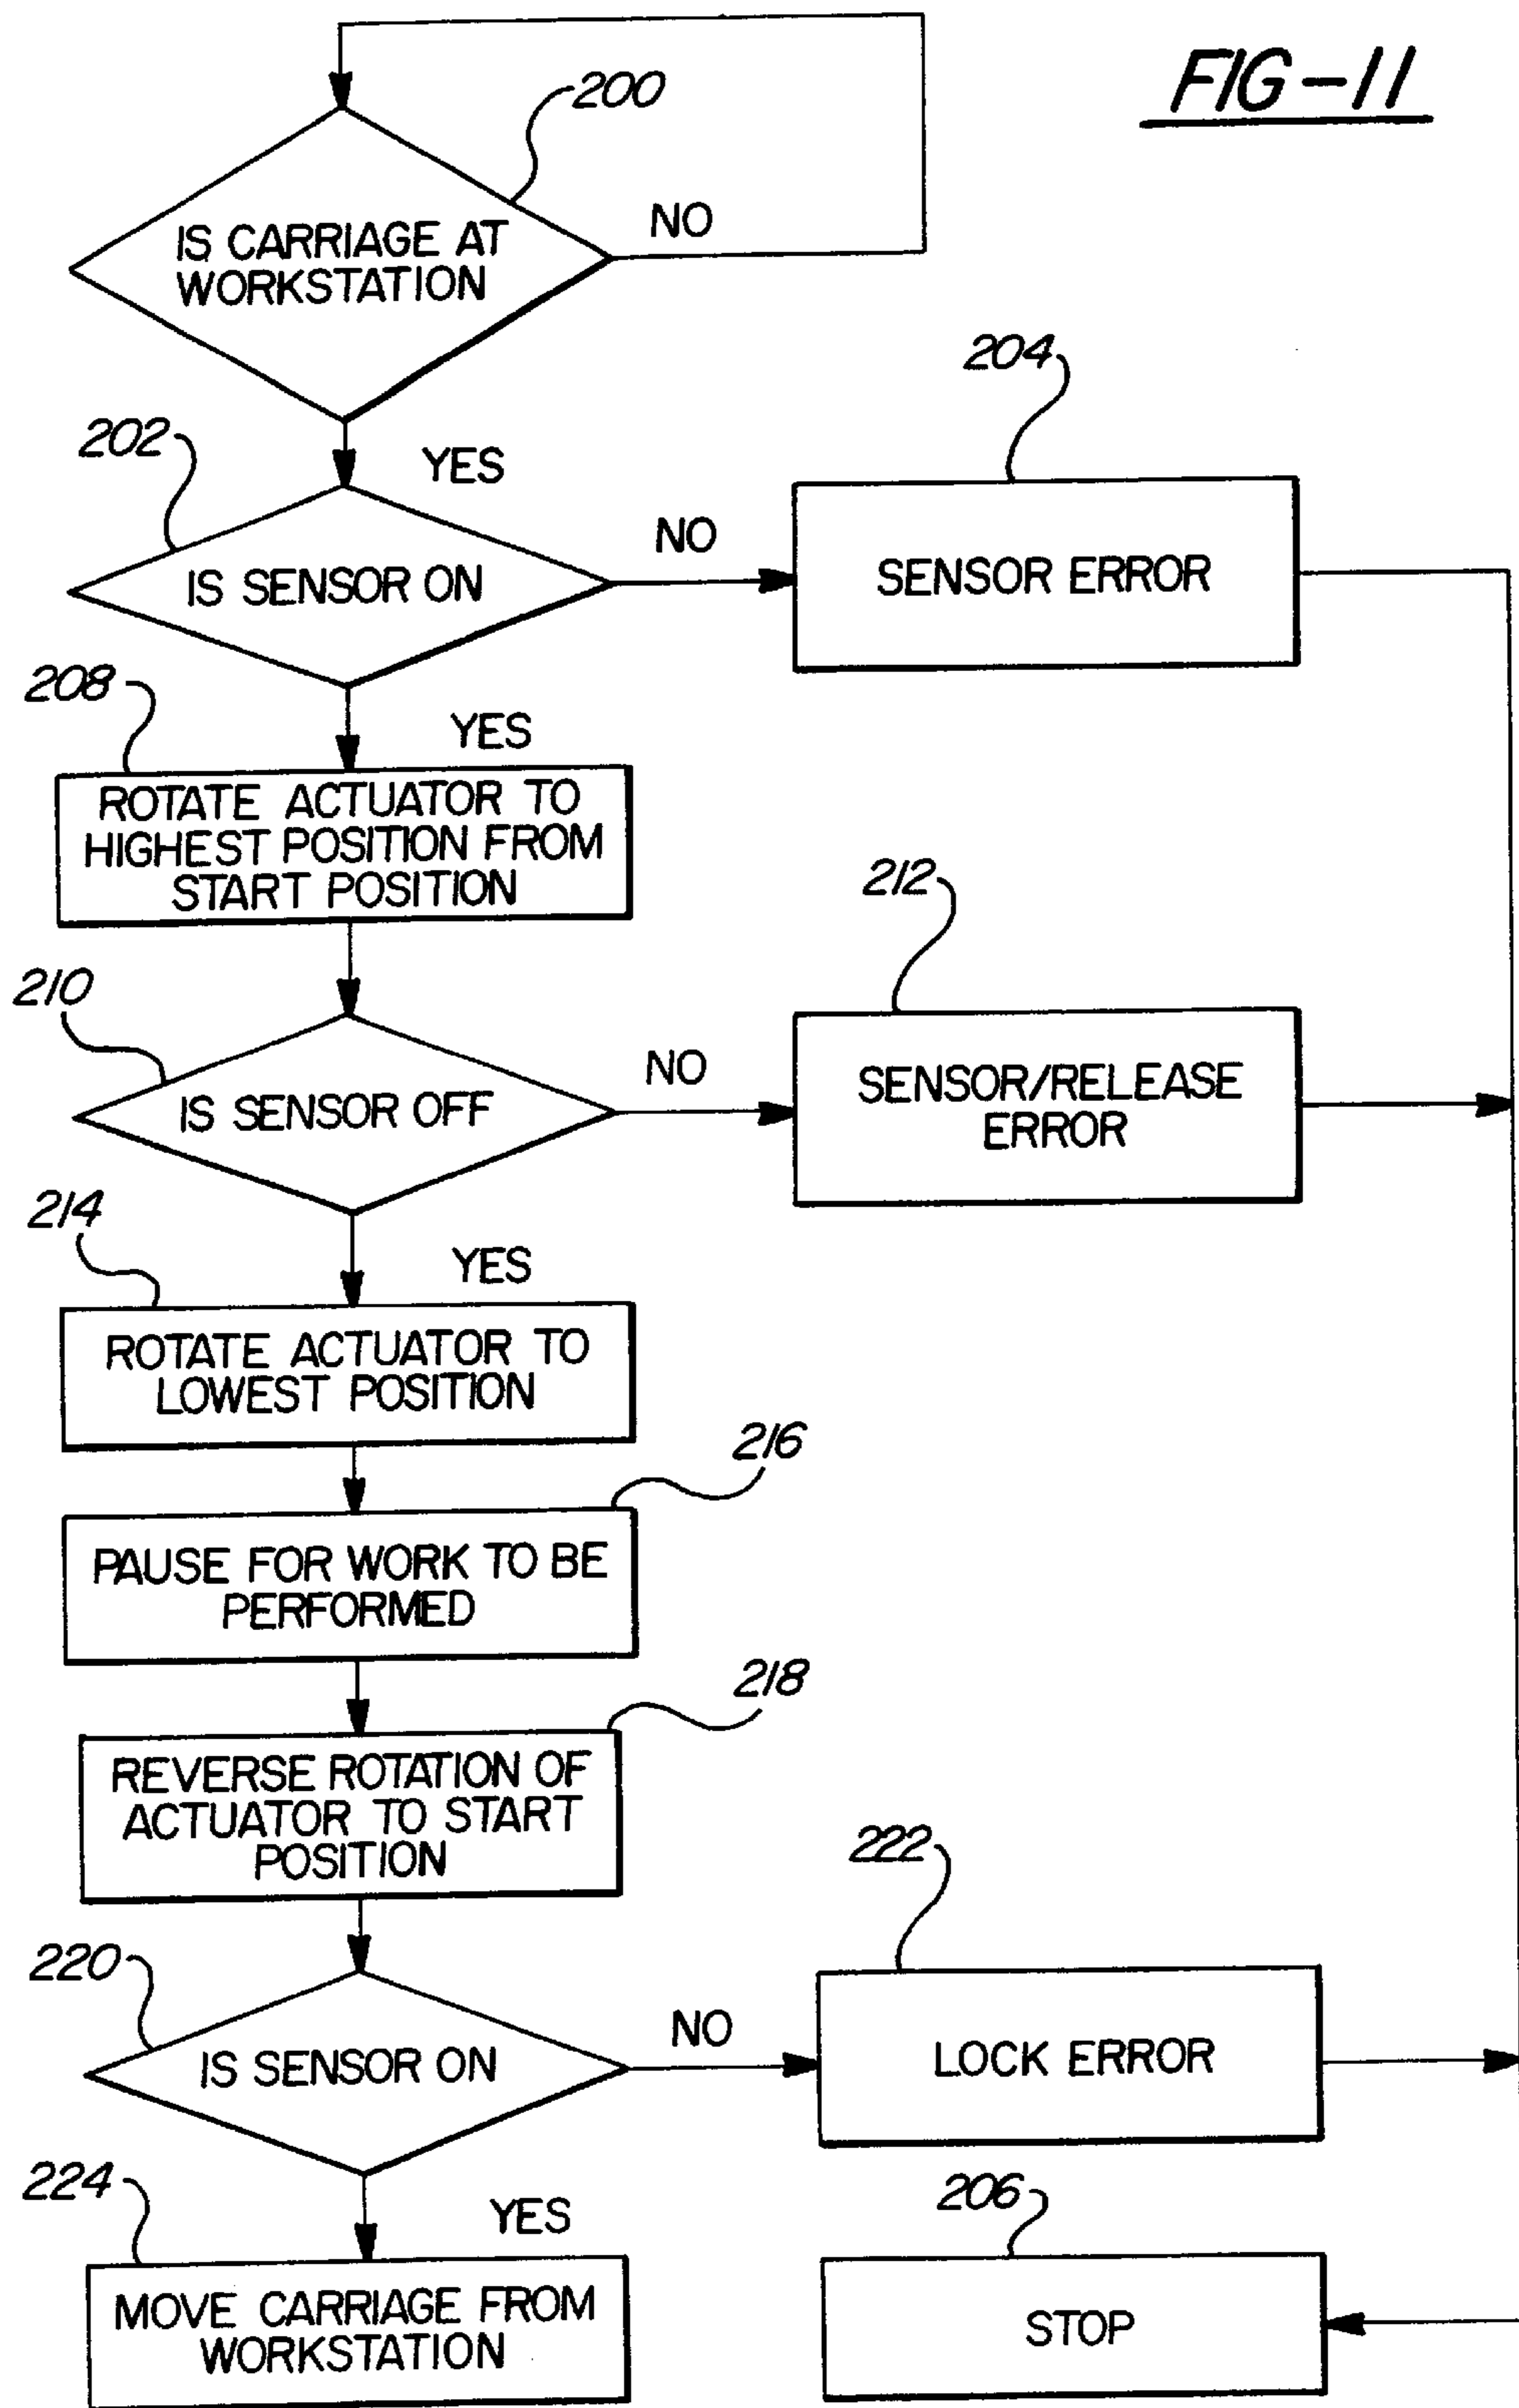 FIG-11
200
IS CARRIAGE AT
WORKSTATION
NO
YES
202
IS SENSOR ON
NO
204
SENSOR ERROR
YES
208
ROTATE ACTUATOR TO
HIGHEST POSITION FROM
START POSITION
210
IS SENSOR OFF
NO
212
SENSOR/RELEASE
ERROR
YES
214
ROTATE ACTUATOR TO
LOWEST POSITION
216
PAUSE FOR WORK TO BE
PERFORMED
218
REVERSE ROTATION OF
ACTUATOR TO START
POSITION
220
IS SENSOR ON
NO
222
LOCK ERROR
YES
224
MOVE CARRIAGE FROM
WORKSTATION
206
STOP